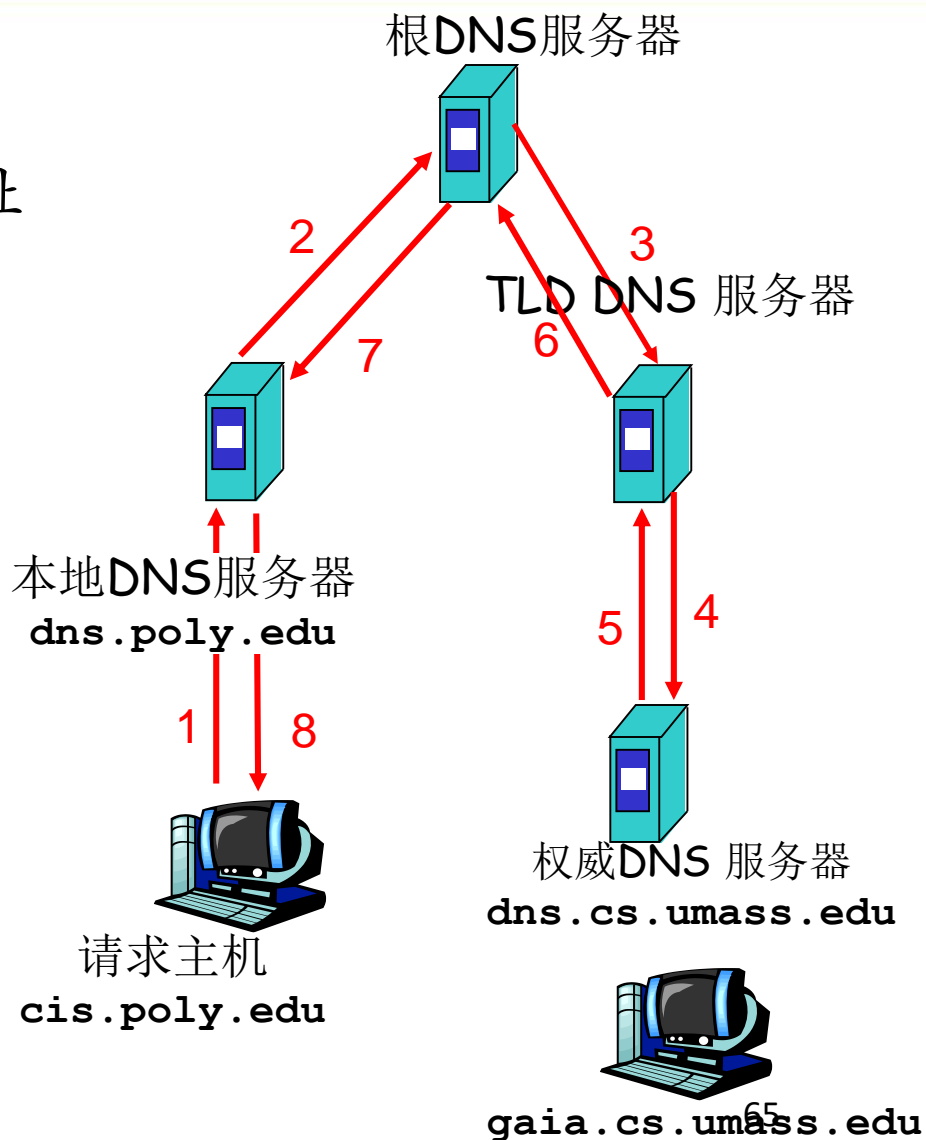 根DNS服务器
止
2
3
TLD DNS 服务器
7
6
本地DNS服务器
dns.poly.edu
5
4
1
8
权威DNS 服务器
dns.cs.umass.edu
请求主机
cis.poly.edu
65
gaia.cs.umass.edu